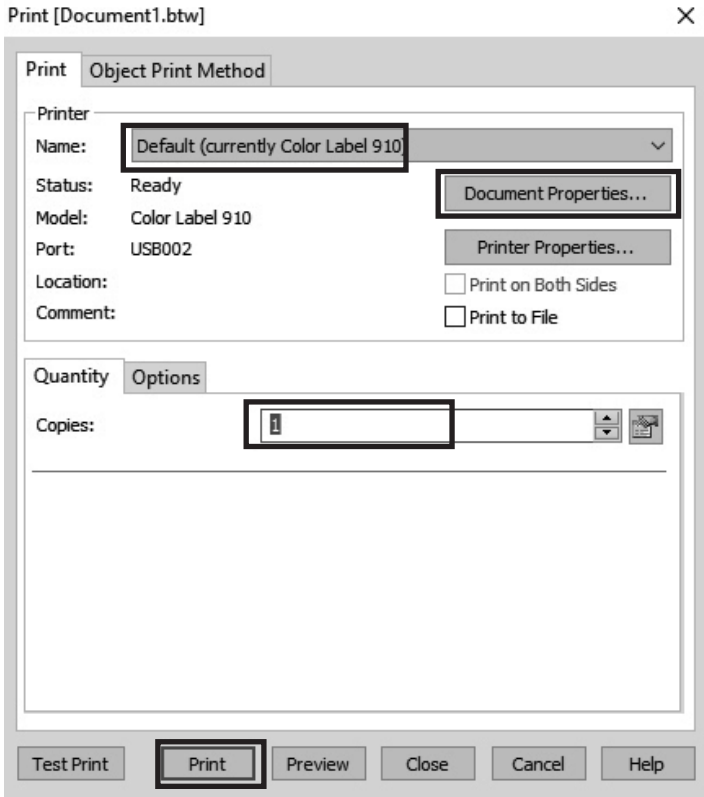 Print [Document1.btw]
Print Object Print Method
Printer
Name: Default (currently Color Label 910)
Status: Ready Document Properties...
Model: Color Label 910
Port: USB002 Printer Properties...
Location: Print on Both Sides
Comment: Print to File
Quantity Options
Copies: 1
Test Print Print Preview Close Cancel Help